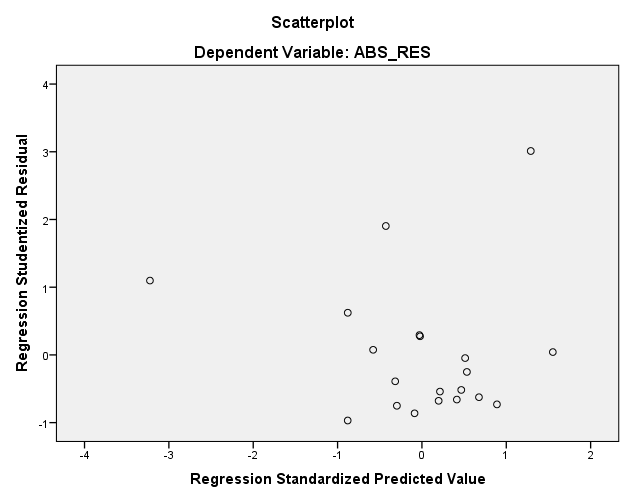 Scatterplot
Dependent Variable: ABS_RES
Regression Studentized Residual
4
3
2
1
0
-1
-4 -3 -2 -1 0 1 2
Regression Standardized Predicted Value